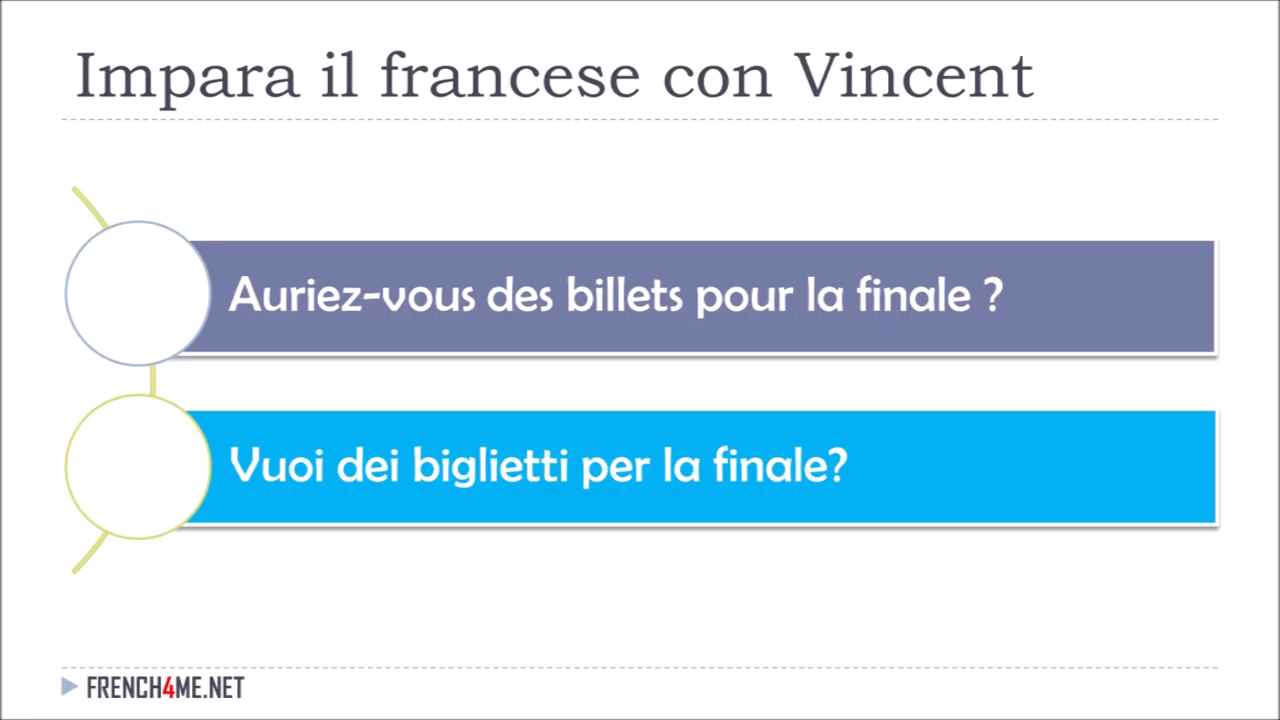 Impara il francese con Vincent
Auriez-vous des billets pour la finale ?
Vuoi dei biglietti per la finale?
FRENCH4ME.NET